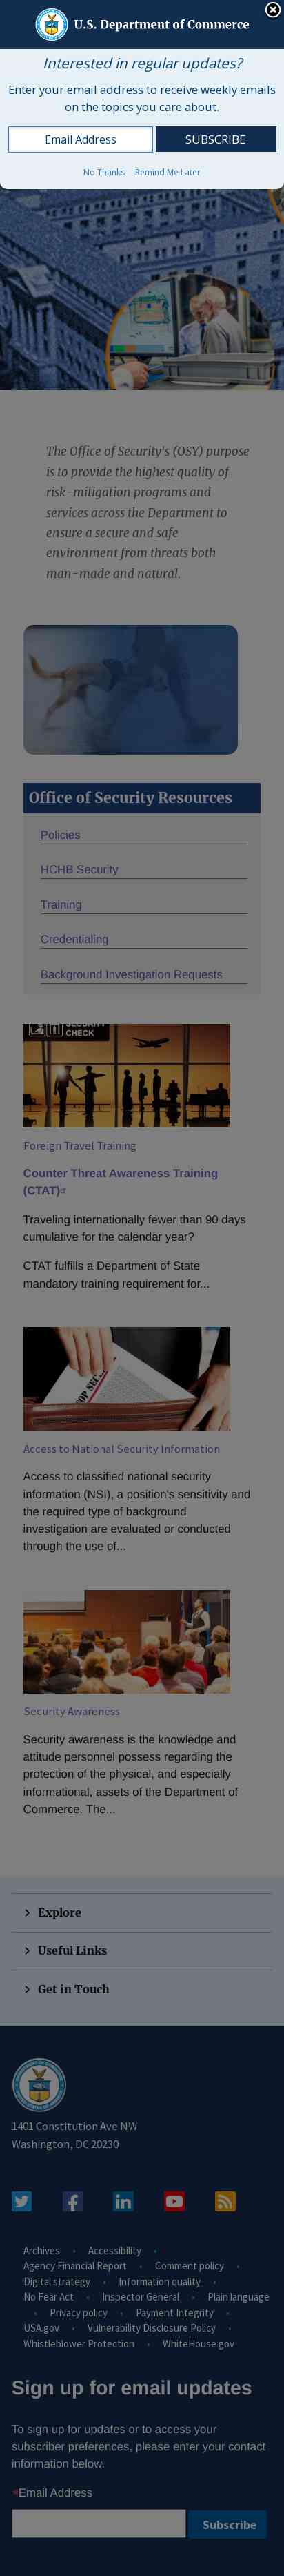 U.S. Department of Commerce
Interested in regular updates?
Enter your email address to receive weekly emails
on the topics you care about.
Email Address
SUBSCRIBE
No Thanks
Remind Me Later
The Office of Security's (OSY) purpose
is to provide the highest quality of
risk-mitigation programs and
services across the Department to
ensure a secure and safe
environment from threats both
man-made and natural.
Office of Security Resources
Policies
HCHB Security
Training
Credentialing
Background Investigation Requests
SECURITY
CHECK
Foreign Travel Training
Counter Threat Awareness Training
(CTAT)
Traveling internationally fewer than 90 days
cumulative for the calendar year?
CTAT fulfills a Department of State
mandatory training requirement for...
TOP SEC...
Access to National Security Information
Access to classified national security
information (NSI), a position's sensitivity and
the required type of background
investigation are evaluated or conducted
through the use of...
Security Awareness
Security awareness is the knowledge and
attitude personnel possess regarding the
protection of the physical, and especially
informational, assets of the Department of
Commerce. The...
Explore
Useful Links
Get in Touch
1401 Constitution Ave NW
Washington, DC 20230
Archives • Accessibility •
Agency Financial Report • Comment policy •
Digital strategy • Information quality •
No Fear Act • Inspector General • Plain language
• Privacy policy • Payment Integrity •
USA.gov • Vulnerability Disclosure Policy •
Whistleblower Protection • WhiteHouse.gov
Sign up for email updates
To sign up for updates or to access your
subscriber preferences, please enter your contact
information below.
*Email Address
Subscribe